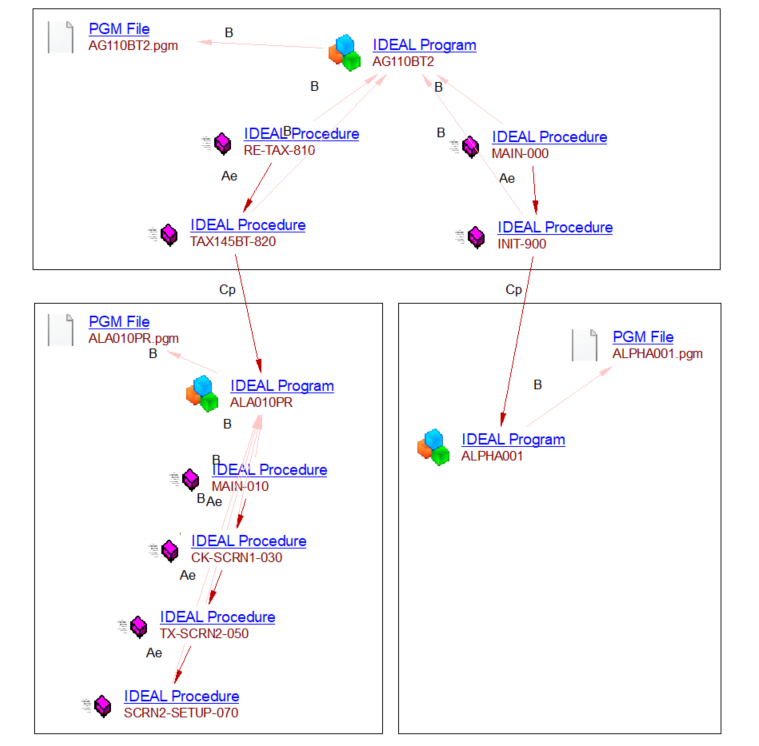 PGM File
AG110BT2.pgm
B
IDEAL Program
AG110BT2
B
B
B
IDEAL Procedure
RE-TAX-810
B
IDEAL Procedure
MAIN-000
Ae
Ae
IDEAL Procedure
TAX145BT-820
IDEAL Procedure
INIT-900
Cp
Cp
PGM File
ALA010PR.pgm
B
PGM File
ALPHA001.pgm
IDEAL Program
ALA010PR
B
B
IDEAL Program
ALPHA001
B
IDEAL Procedure
MAIN-010
B
Ae
IDEAL Procedure
CK-SCRN1-030
Ae
IDEAL Procedure
TX-SCRN2-050
Ae
IDEAL Procedure
SCRN2-SETUP-070